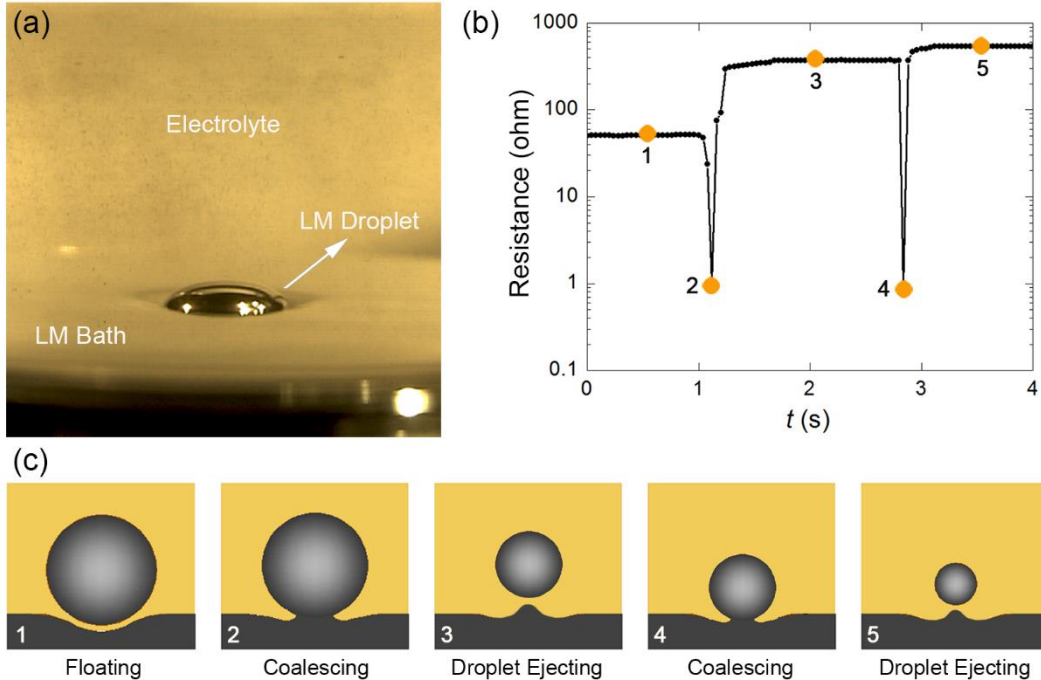 (a)
Electrolyte
LM Droplet
LM Bath
(b)
Resistance (ohm)
1000
100
10
1
0.1
1
2
3
4
5
0
1
2
3
4
t (s)
(c)
1
2
3
4
5
Floating
Coalescing
Droplet Ejecting
Coalescing
Droplet Ejecting